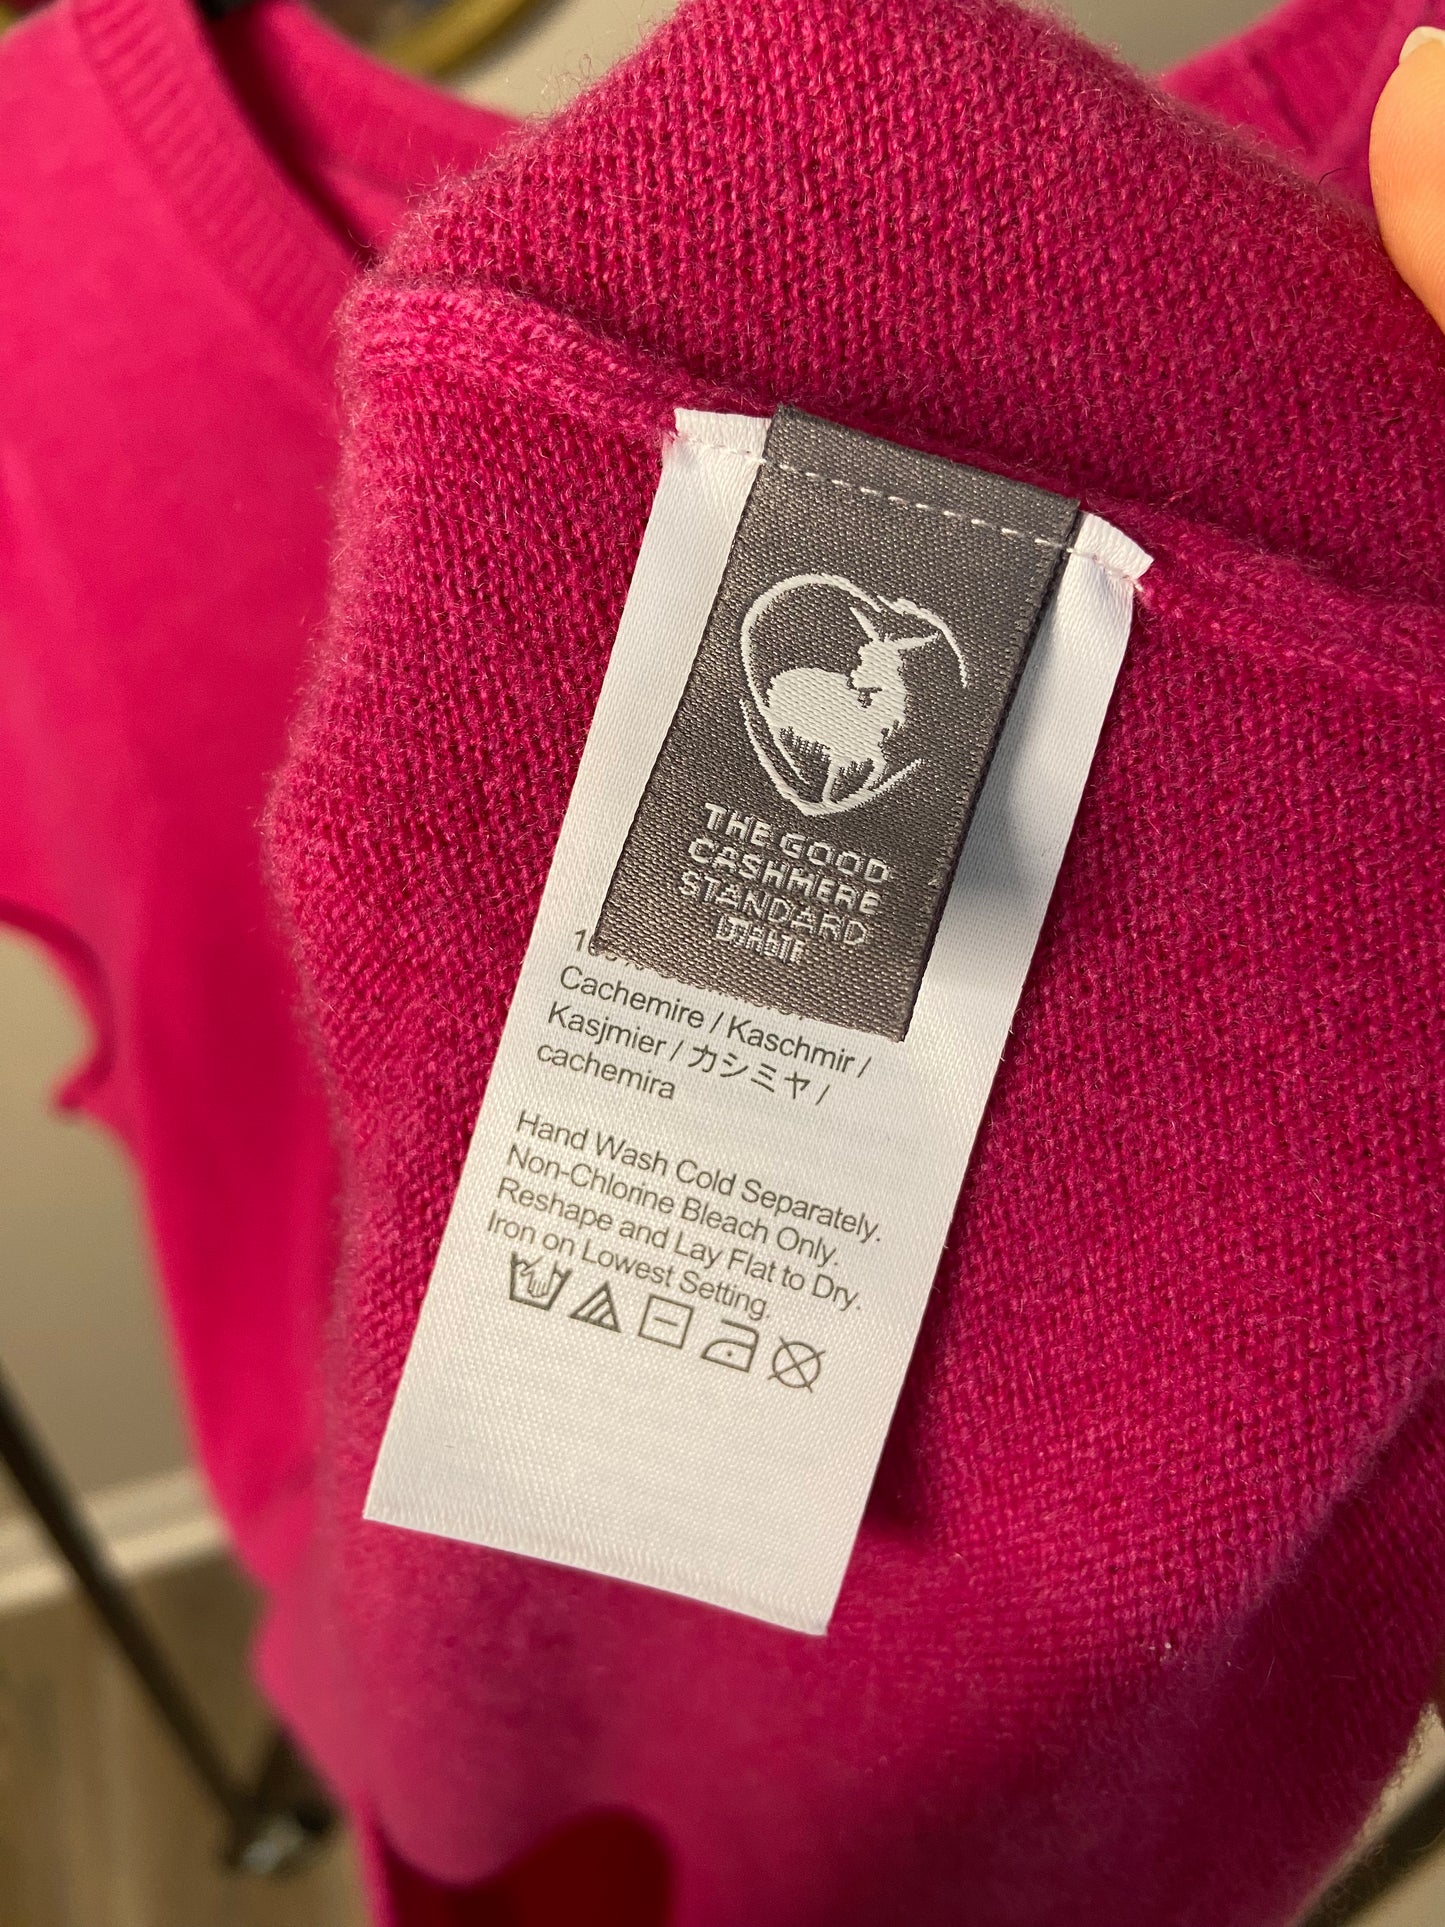 THE GOOD
CASHMERE
STANDARD
Cachemire / Kaschmir /
Kasjmier / カシミヤ /
cachemira
Hand Wash Cold Separately.
Non-Chlorine Bleach Only.
Reshape and Lay Flat to Dry.
Iron on Lowest Setting.